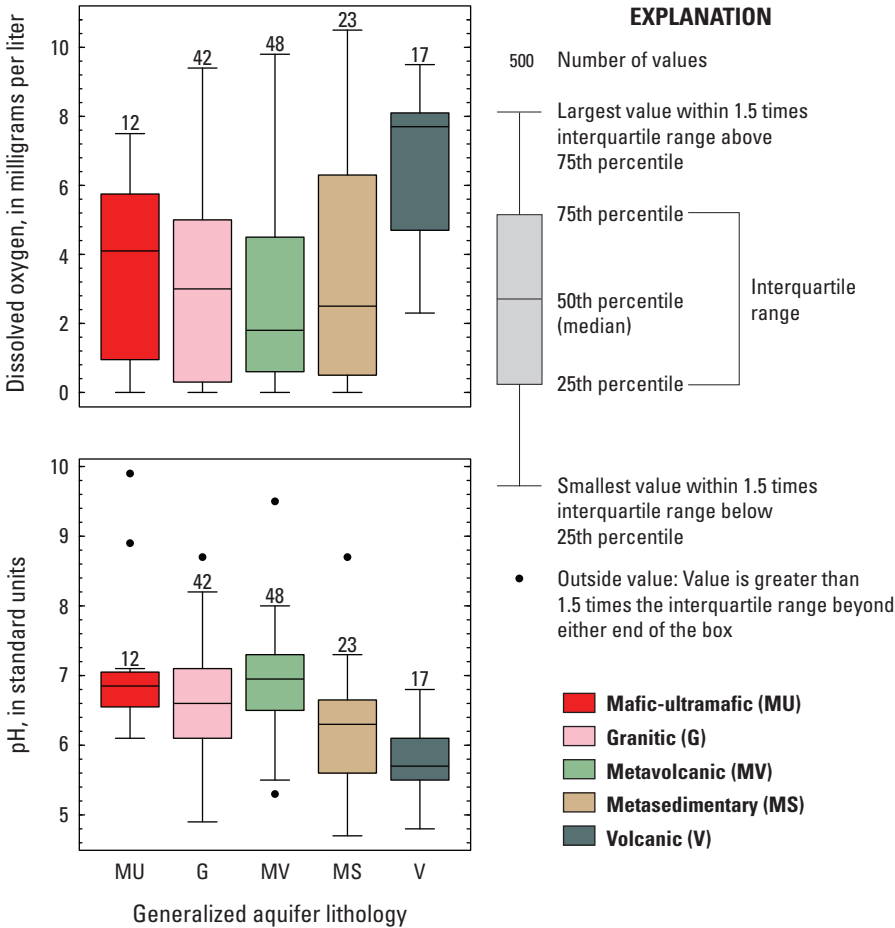 Dissolved oxygen, in milligrams per liter
10
8
6
4
2
0
12
42
48
23
17
pH, in standard units
10
9
8
7
6
5
12
42
48
23
17
MU G MV MS V
Generalized aquifer lithology
EXPLANATION
500 Number of values
Largest value within 1.5 times
interquartile range above
75th percentile
75th percentile
50th percentile
(median)
Interquartile
range
25th percentile
Smallest value within 1.5 times
interquartile range below
25th percentile
Outside value: Value is greater than
1.5 times the interquartile range beyond
either end of the box
Mafic-ultramafic (MU)
Granitic (G)
Metavolcanic (MV)
Metasedimentary (MS)
Volcanic (V)